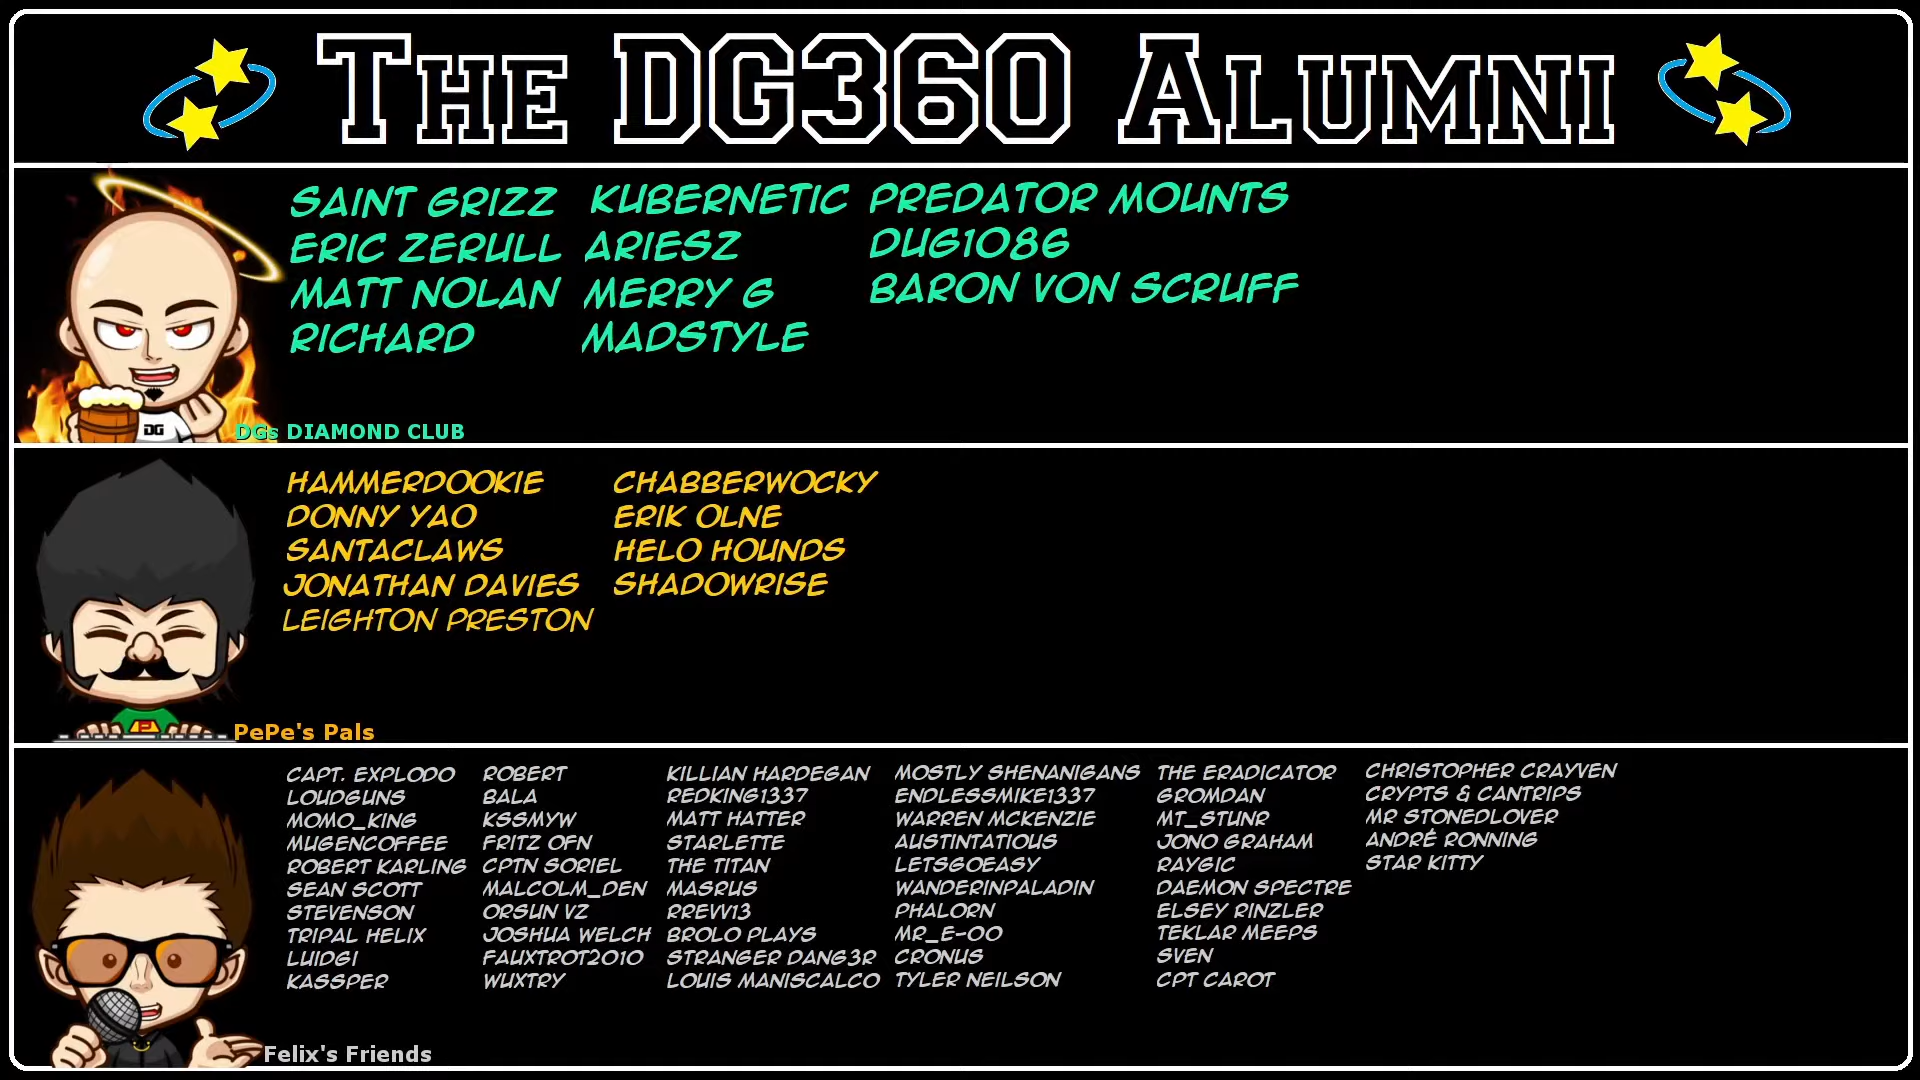 THE DG360 ALUMNI
SAINT GRIZZ
ERIC ZERULL
MATT NOLAN
RICHARD
KUBERNETIC
ARIESZ
MERRY G
MADSTYLE
PREDATOR MOUNTS
DUG1086
BARON VON SCRUFF
DG
DGs DIAMOND CLUB
HAMMERDOOKIE
DONNY YAO
SANTACLAWS
JONATHAN DAVIES
LEIGHTON PRESTON
CHABBERWOCKY
ERIK OLNE
HELO HOUNDS
SHADOWRISE
P
PePe's Pals
CAPT. EXPLODO
LOUDGUNS
MOMO_KING
MUGENCOFFEE
ROBERT KARLING
SEAN SCOTT
STEVENSON
TRIPAL HELIX
LUIDGI
KASSPER
ROBERT
BALA
KSSMYW
FRITZ OFN
CPTN SORIEL
MALCOLM_DEN
ORSUN VZ
JOSHUA WELCH
FAUXTROT2010
WUXTRY
KILLIAN HARDEGAN
REDKING1337
MATT HATTER
STARLETTE
THE TITAN
MASRUS
RREVV13
BROLO PLAYS
STRANGER DANG3R
LOUIS MANISCALCO
MOSTLY SHENANIGANS
ENDLESSMIKE1337
WARREN MCKENZIE
AUSTINTATIOUS
LETSGOEASY
WANDERINPALADIN
PHALORN
MR_E-OO
CRONUS
TYLER NEILSON
THE ERADICATOR
GROMDAN
MT_STUNR
JONO GRAHAM
RAYGIC
DAEMON SPECTRE
ELSEY RINZLER
TEKLAR MEEPS
SVEN
CPT CAROT
CHRISTOPHER CRAYVEN
CRYPTS & CANTRIPS
MR STONEDLOVER
ANDRÉ RONNING
STAR KITTY
Felix's Friends